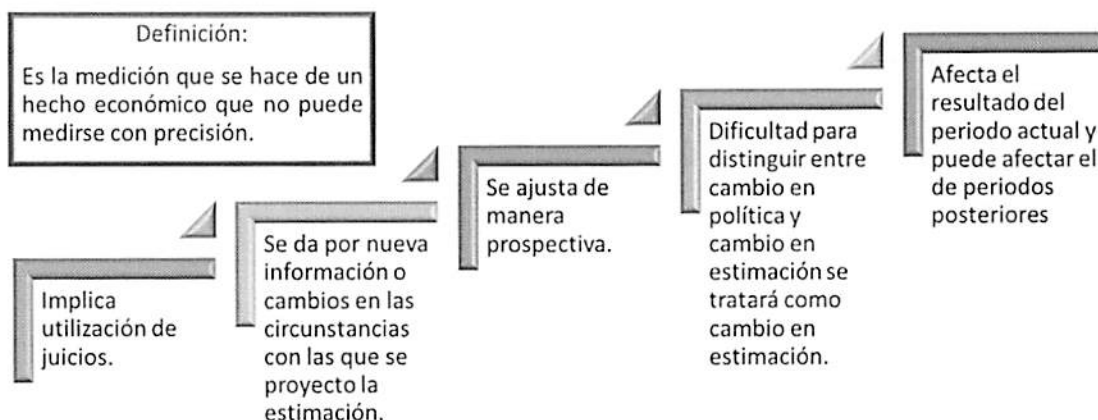 Definición:
Es la medición que se hace de un
hecho económico que no puede
medirse con precisión.
Implica
utilización de
juicios.
Se da por nueva
información o
cambios en las
circunstancias
con las que se
proyecto la
estimación.
Se ajusta de
manera
prospectiva.
Dificultad para
distinguir entre
cambio en
política y
cambio en
estimación se
tratará como
cambio en
estimación.
Afecta el
resultado del
periodo actual y
puede afectar el
de periodos
posteriores